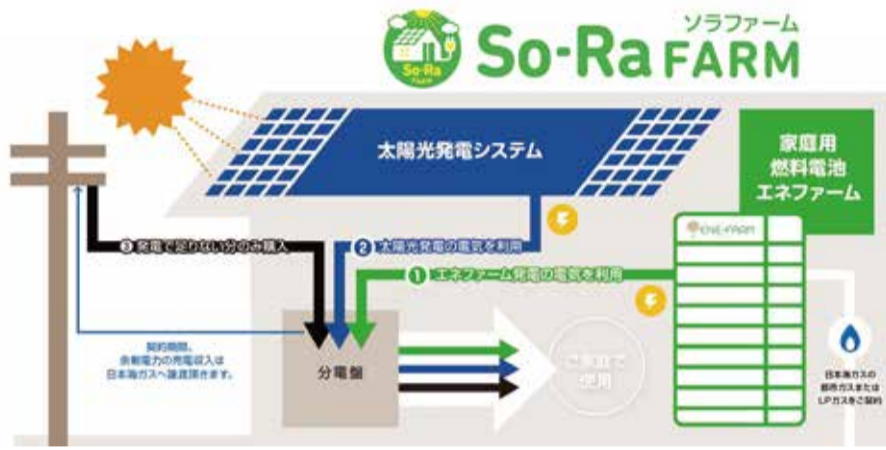 ソラファーム
So-Ra FARM
So-Ra
FARM
太陽光発電システム
家庭用
燃料電池
エネファーム
ENE・FARM
③ 発電で足りない分のみ購入
② 太陽光発電の電気を利用
① エネファーム発電の電気を利用
契約期間、
余剰電力の売電収入は
日本海ガスへ譲渡頂きます。
分電盤
ご家庭で
使用
日本海ガスの
都市ガスまたは
LPガスをご契約